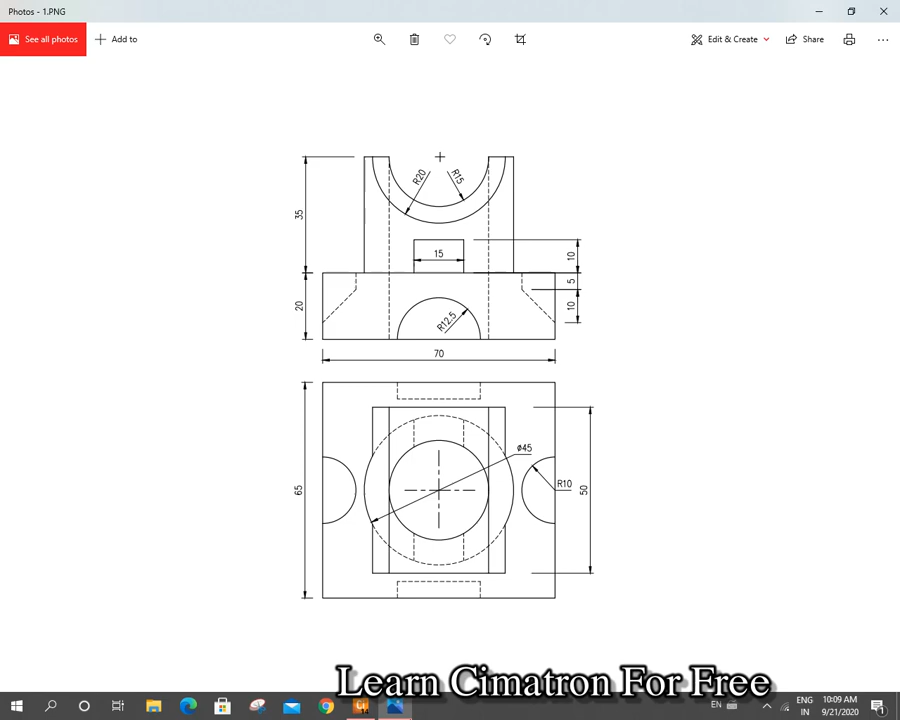 Photos - 1.PNG
See all photos
Add to
Edit & Create
Share
R20
R15
35
15
10
5
20
10
R12.5
70
ø45
R10
65
50
Learn Cimatron For Free
ENG
IN
EN
10:09 AM
9/21/2020